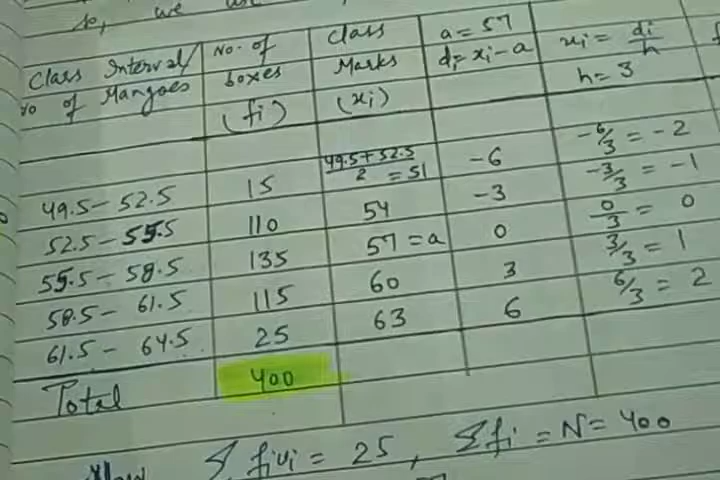 so, we use
Class Interval/ No. of Class a = 57 ui = di/h
No of Mangoes boxes Marks di = xi - a h = 3
(fi) (xi)
49.5 - 52.5 15 49.5+52.5/2 = 51 -6 -6/3 = -2
52.5 - 55.5 110 54 -3 -3/3 = -1
55.5 - 58.5 135 57 = a 0 0/3 = 0
58.5 - 61.5 115 60 3 3/3 = 1
61.5 - 64.5 25 63 6 6/3 = 2
Total 400
Now Σ fiui = 25, Σfi = N = 400